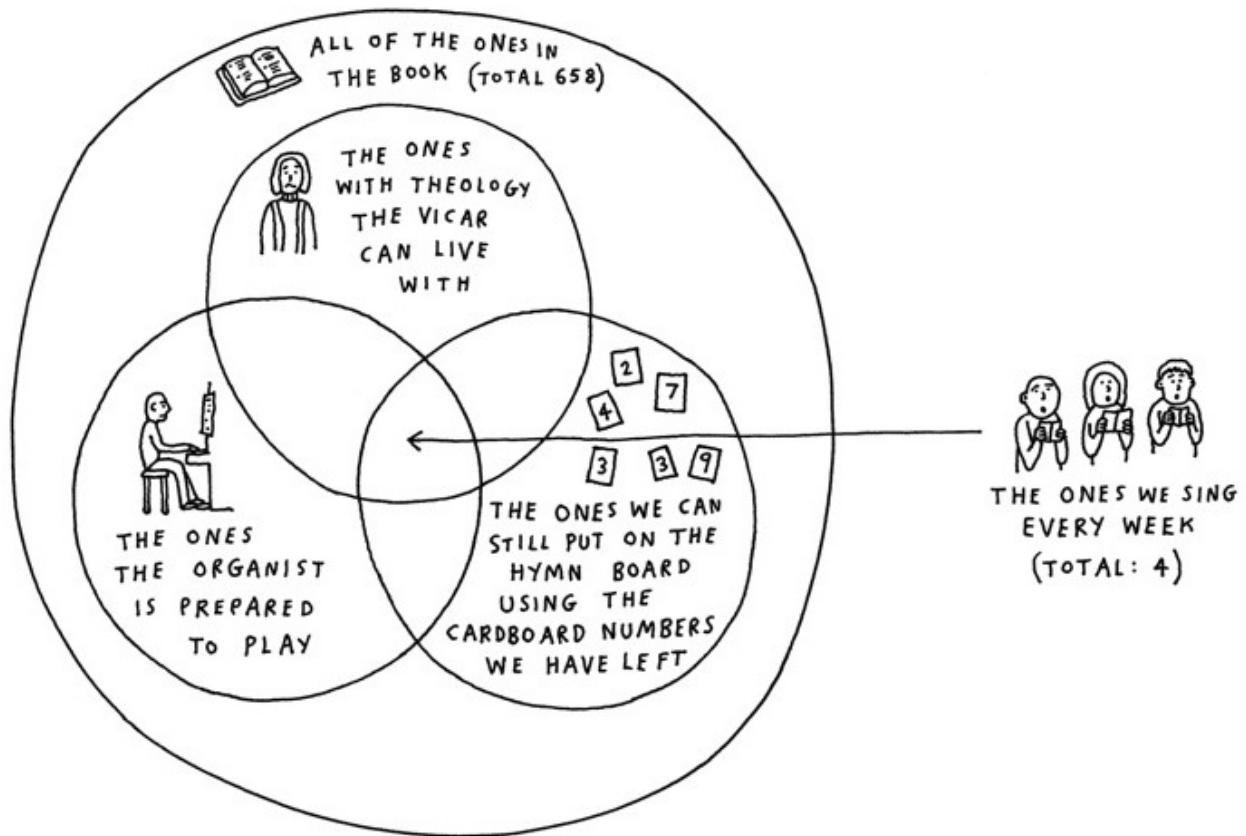 ALL OF THE ONES IN
THE BOOK (TOTAL 658)
THE ONES
WITH THEOLOGY
THE VICAR
CAN LIVE
WITH
2
7
4
3
3
9
THE ONES
THE ORGANIST
IS PREPARED
TO PLAY
THE ONES WE CAN
STILL PUT ON THE
HYMN BOARD
USING THE
CARDBOARD NUMBERS
WE HAVE LEFT
THE ONES WE SING
EVERY WEEK
(TOTAL: 4)